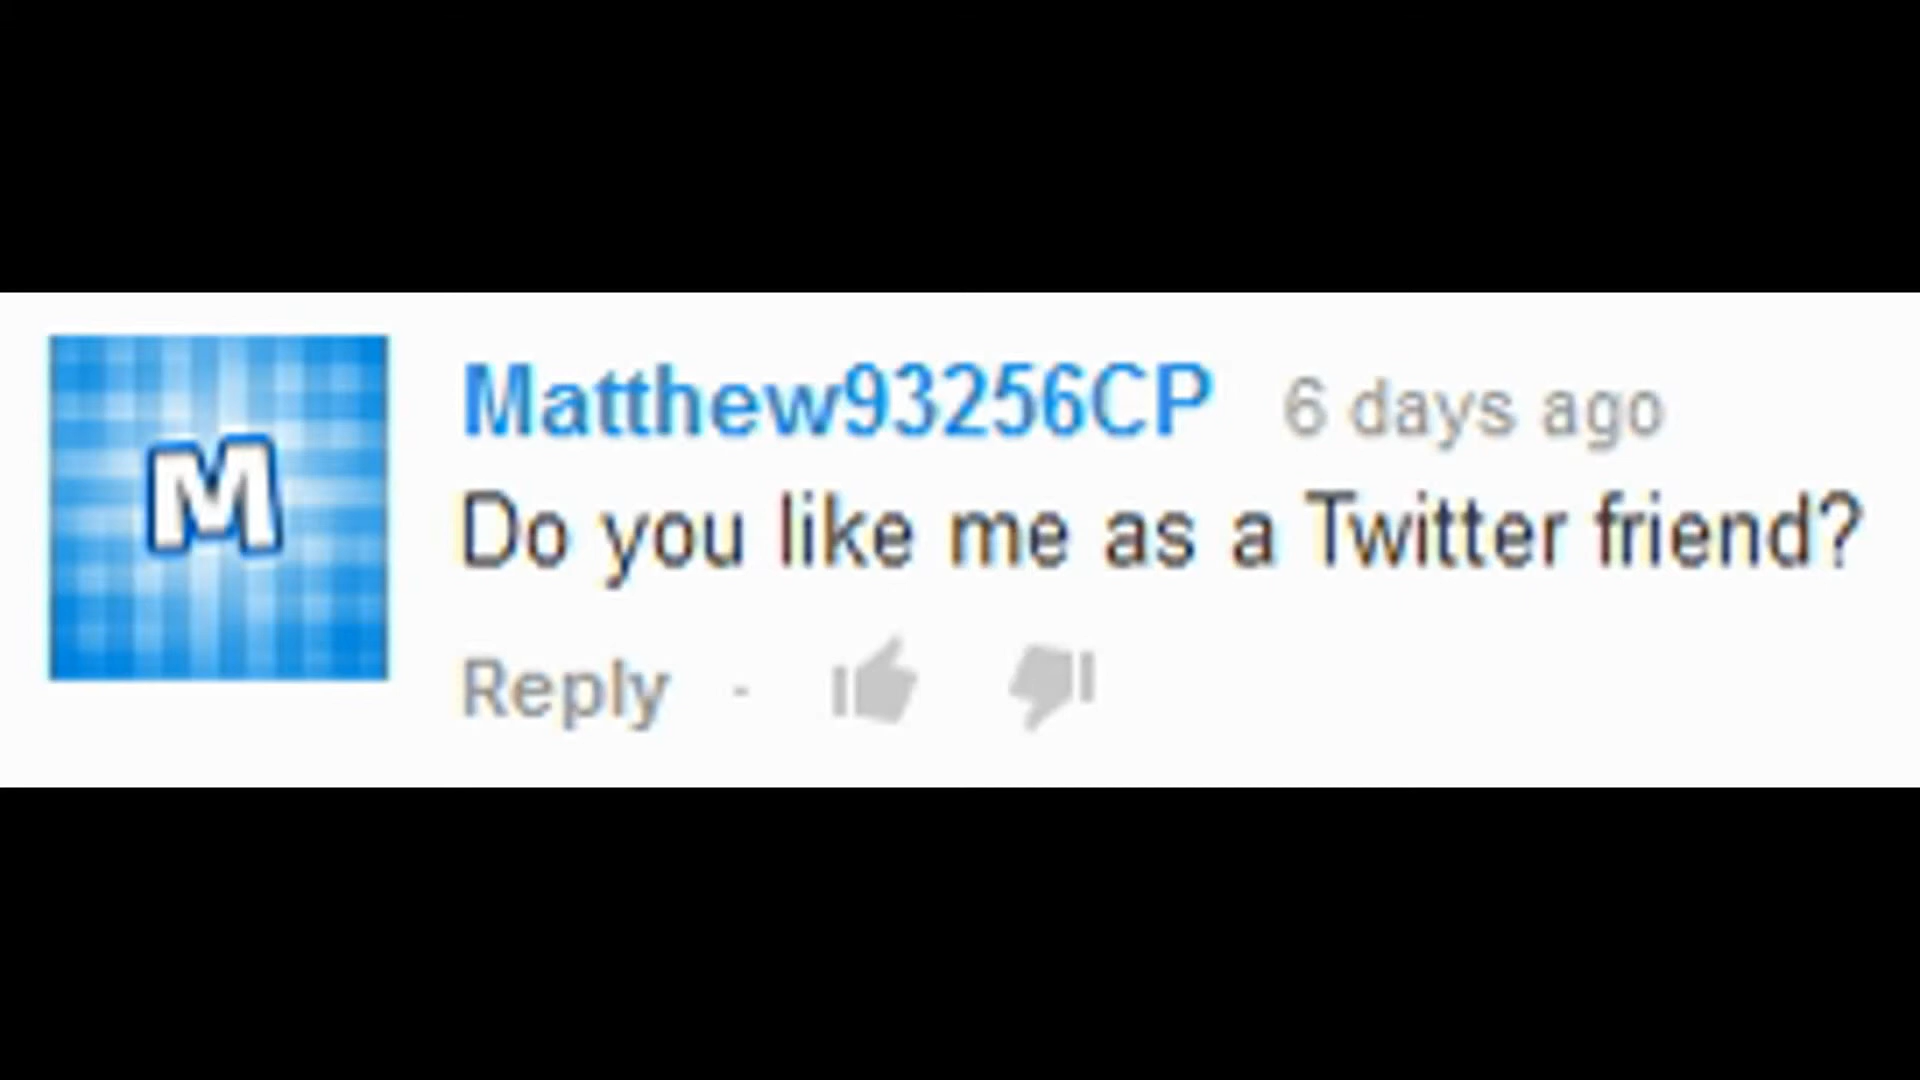 M
Matthew93256CP 6 days ago
Do you like me as a Twitter friend?
Reply -